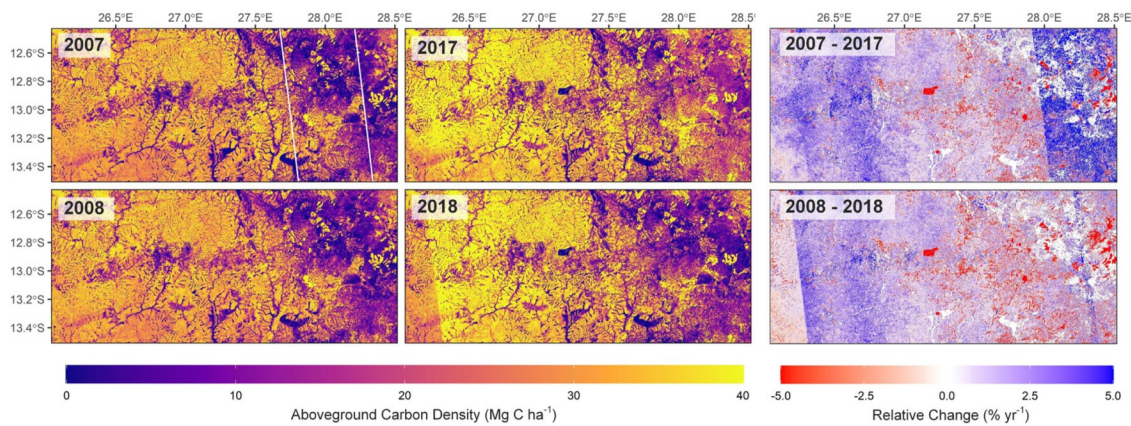 26.5°E 27.0°E 27.5°E 28.0°E 28.5°E 26.5°E 27.0°E 27.5°E 28.0°E 28.5°E 26.5°E 27.1°E 27.5°E 28.0°E 28.5°E
12.6°S
12.8°S
13.0°S
13.2°S
13.4°S
2007
2017
2007 - 2017
12.6°S
12.8°S
13.0°S
13.2°S
13.4°S
2008
2018
2008 - 2018
0 10 20 30 40
Aboveground Carbon Density (Mg C ha⁻¹)
-5.0 -2.5 0.0 2.5 5.0
Relative Change (% yr⁻¹)